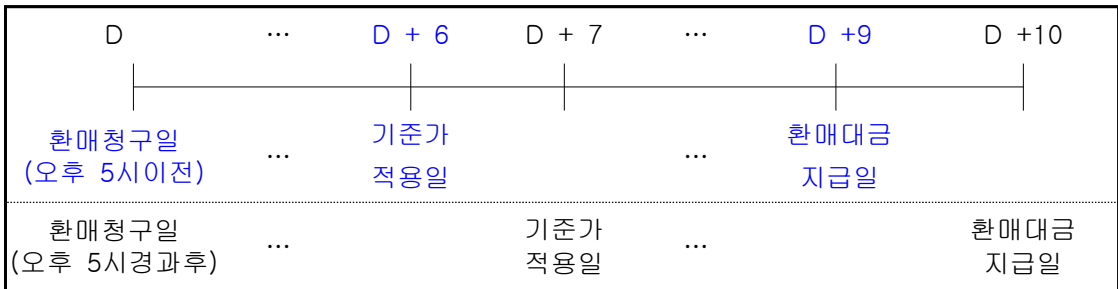 D … D + 6 D + 7 … D +9 D +10
환매청구일 기준가 환매대금
(오후 5시이전) … 적용일 … 지급일
환매청구일 기준가 환매대금
(오후 5시경과후) … 적용일 … 지급일